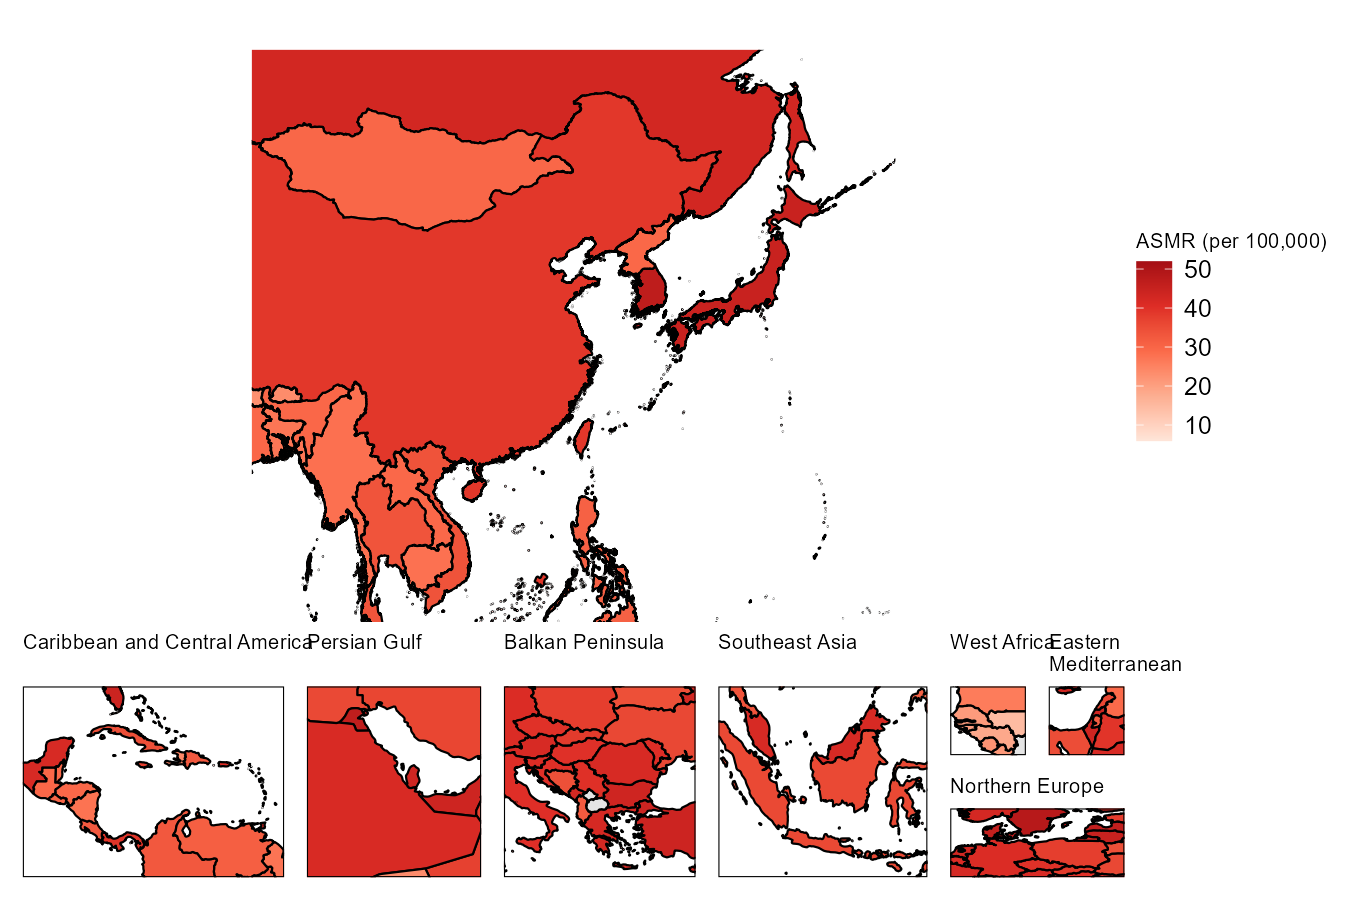 ASMR (per 100,000)
50
40
30
20
10
Caribbean and Central America
Persian Gulf
Balkan Peninsula
Southeast Asia
West Africa
Eastern
Mediterranean
Northern Europe